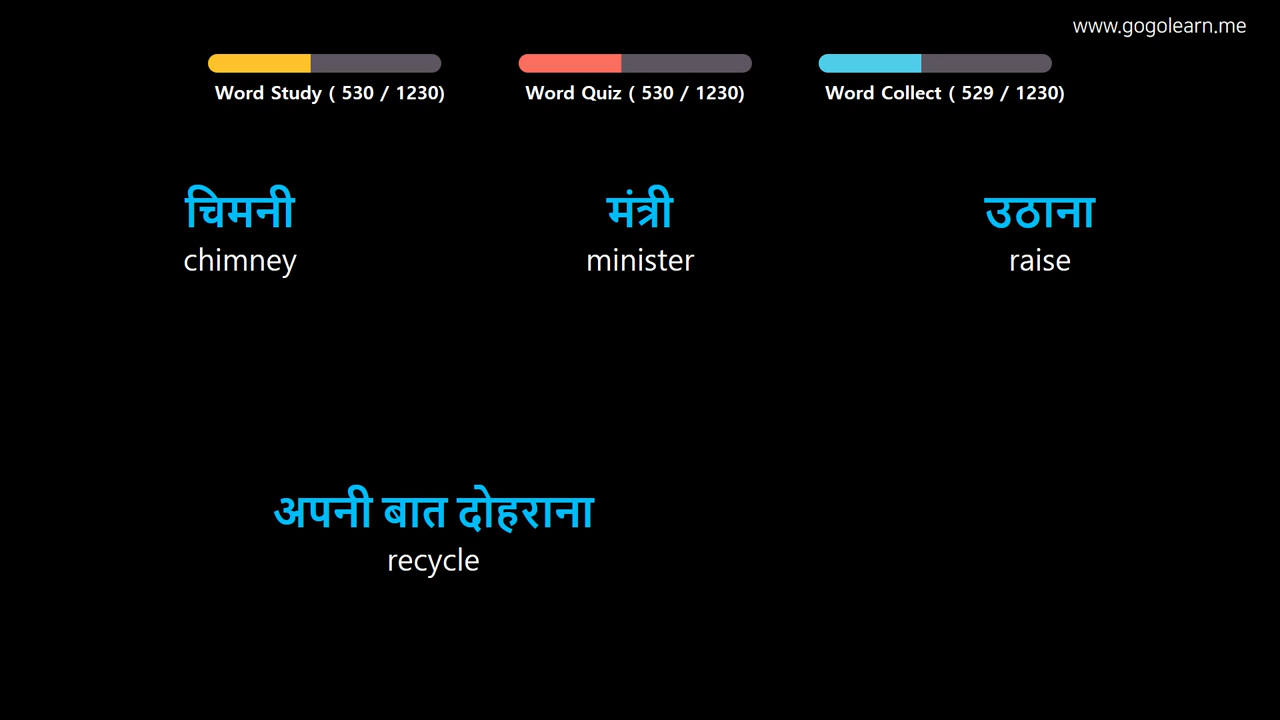 www.gogolearn.me
Word Study ( 530 / 1230)
Word Quiz ( 530 / 1230)
Word Collect ( 529 / 1230)
चिमनी
chimney
मंत्री
minister
उठाना
raise
अपनी बात दोहराना
recycle